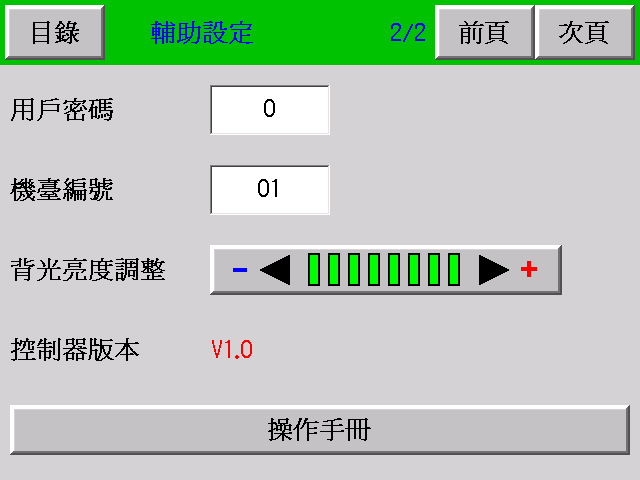 目錄 輔助設定 2/2 前頁 次頁
用戶密碼 0
機臺編號 01
背光亮度調整 - +
控制器版本 V1.0
操作手冊